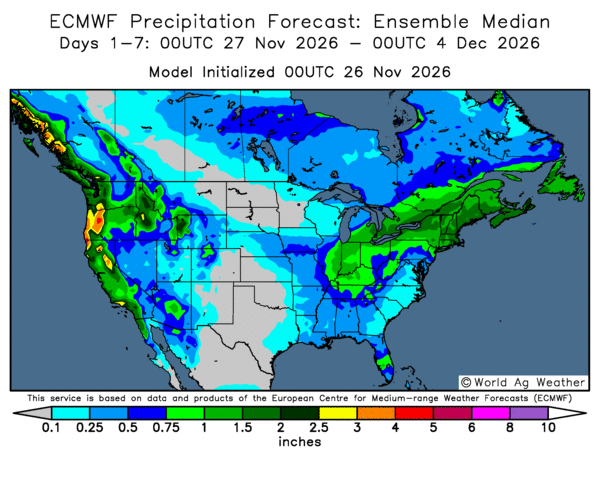 ECMWF Precipitation Forecast: Ensemble Median
Days 1-7: 00UTC 27 Nov 2026 - 00UTC 4 Dec 2026
Model Initialized 00UTC 26 Nov 2026
© World Ag Weather
This service is based on data and products of the European Centre for Medium-range Weather Forecasts (ECMWF)
0.1 0.25 0.5 0.75 1 1.5 2 2.5 3 4 5 6 8 10
inches